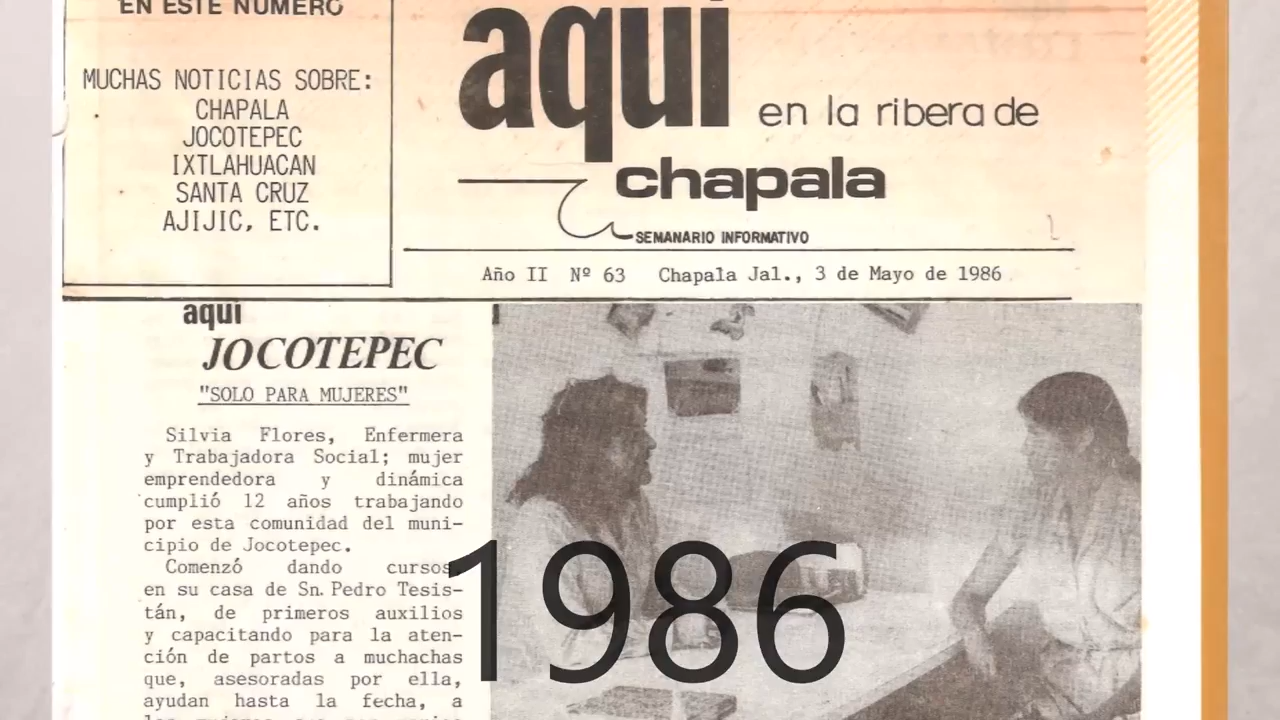 EN ESTE NUMERO
MUCHAS NOTICIAS SOBRE:
CHAPALA
JOCOTEPEC
IXTLAHUACAN
SANTA CRUZ
AJIJIC, ETC.
aquí
en la ribera de
chapala
SEMANARIO INFORMATIVO
Año II Nº 63 Chapala Jal., 3 de Mayo de 1986
aquí
JOCOTEPEC
"SOLO PARA MUJERES"
Silvia Flores, Enfermera
y Trabajadora Social; mujer
emprendedora y dinámica
cumplió 12 años trabajando
por esta comunidad del muni-
cipio de Jocotepec.
Comenzó dando cursos
en su casa de Sn. Pedro Tesis-
tán, de primeros auxilios
y capacitando para la aten-
ción de partos a muchachas
que, asesoradas por ella,
ayudan hasta la fecha, a
1986